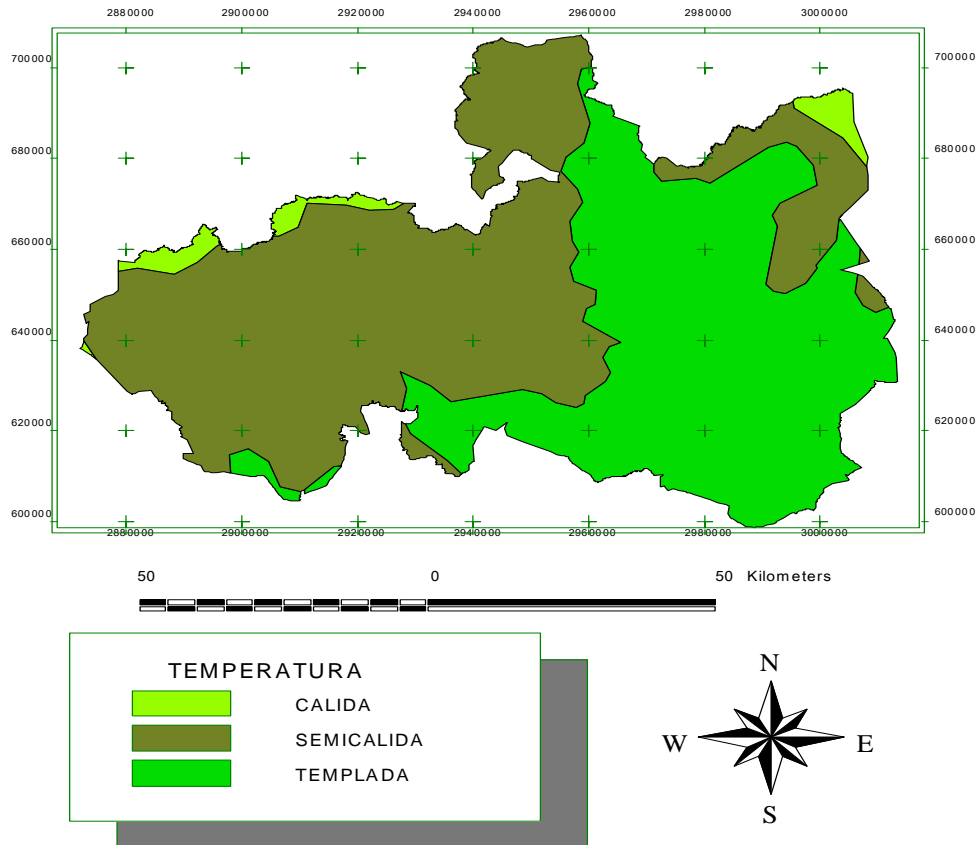 2880000 2900000 2920000 2940000 2960000 2980000 3000000
700000 700000
680000 680000
660000 660000
640000 640000
620000 620000
600000 600000
2880000 2900000 2920000 2940000 2960000 2980000 3000000
50 0 50 Kilometers
TEMPERATURA
CALIDA
SEMICALIDA
TEMPLADA
N
W E
S